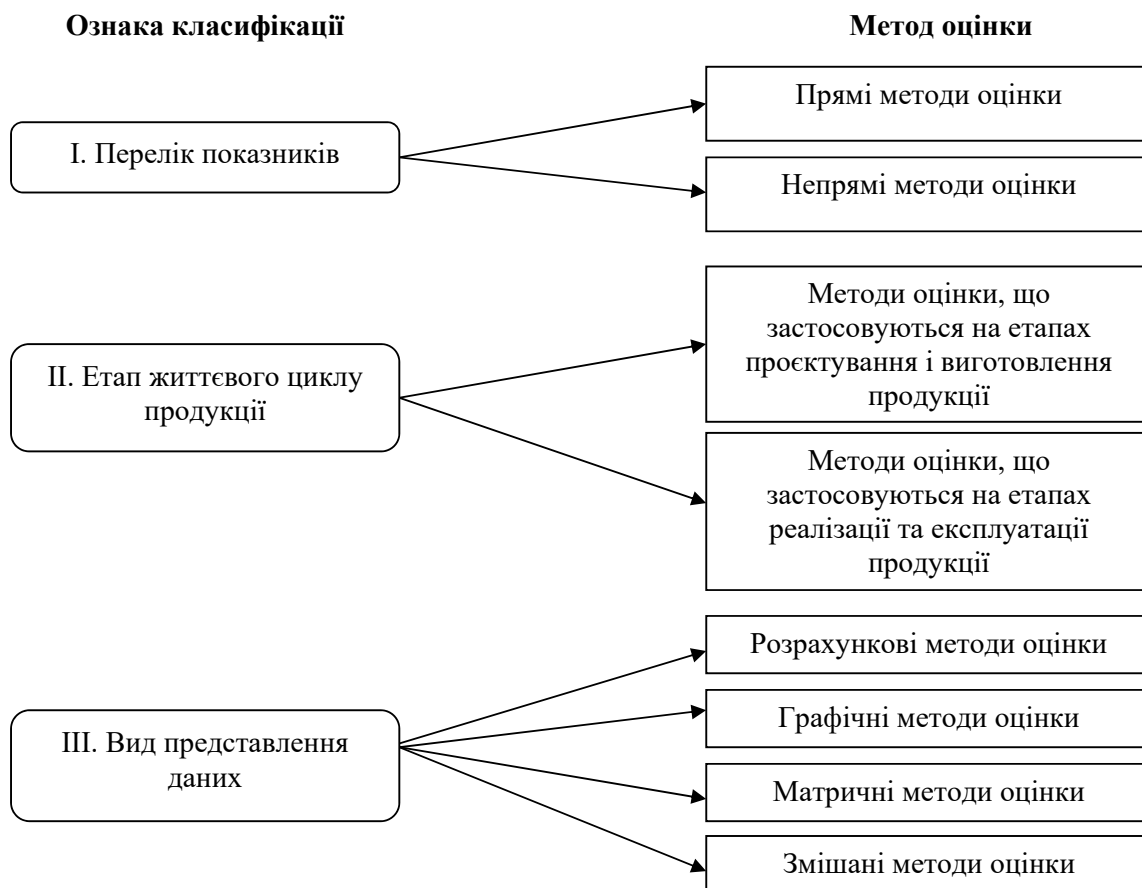 Ознака класифікації
Метод оцінки
І. Перелік показників
Прямі методи оцінки
Непрямі методи оцінки
ІІ. Етап життєвого циклу
продукції
Методи оцінки, що
застосовуються на етапах
проєктування і виготовлення
продукції
Методи оцінки, що
застосовуються на етапах
реалізації та експлуатації
продукції
ІІІ. Вид представлення
даних
Розрахункові методи оцінки
Графічні методи оцінки
Матричні методи оцінки
Змішані методи оцінки